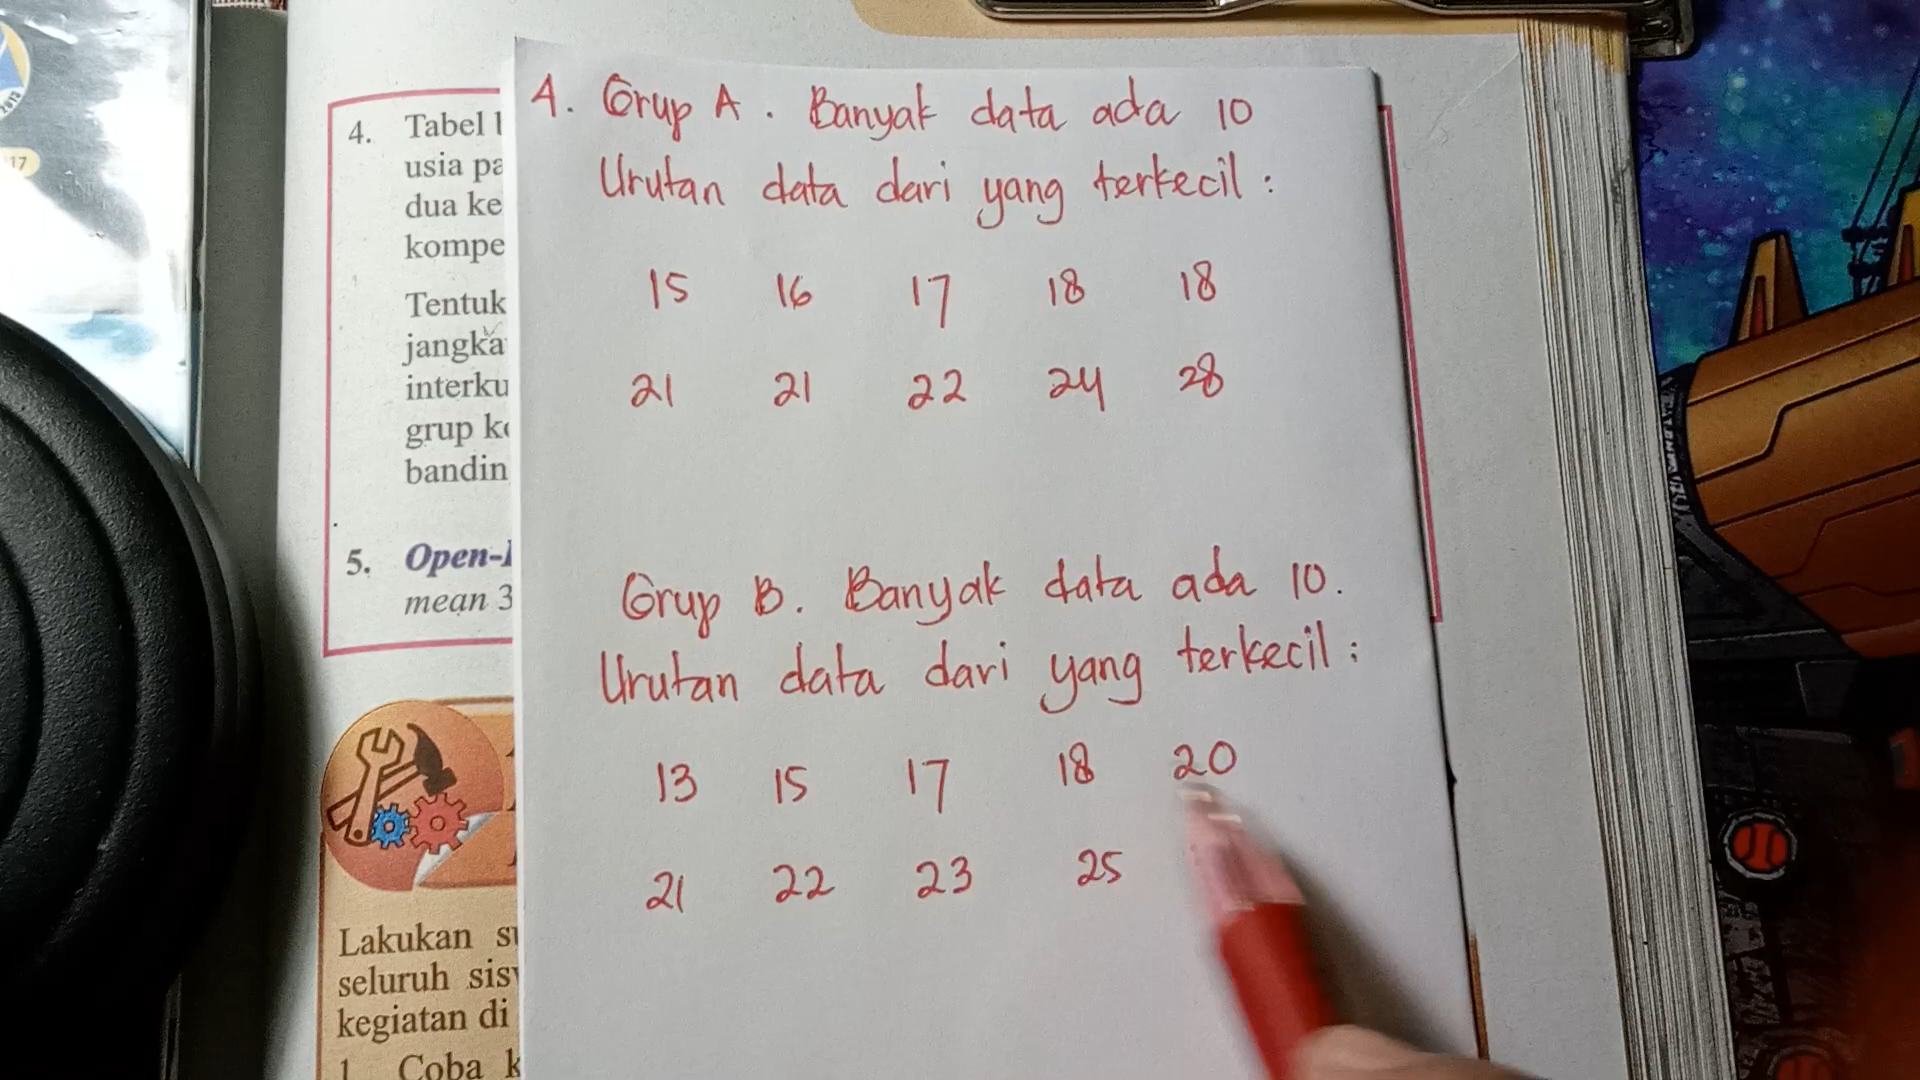 4. Grup A. Banyak data ada 10
Urutan data dari yang terkecil :
15 16 17 18 18
21 21 22 24 28
Grup B. Banyak data ada 10.
Urutan data dari yang terkecil :
13 15 17 18 20
21 22 23 25
4. Tabel
usia
dua ke
kompe
Tentuk
jangka
interku
grup
bandin
5. Open-
mean 3
Lakukan
seluruh
kegiatan di
1. Coba
17
2013